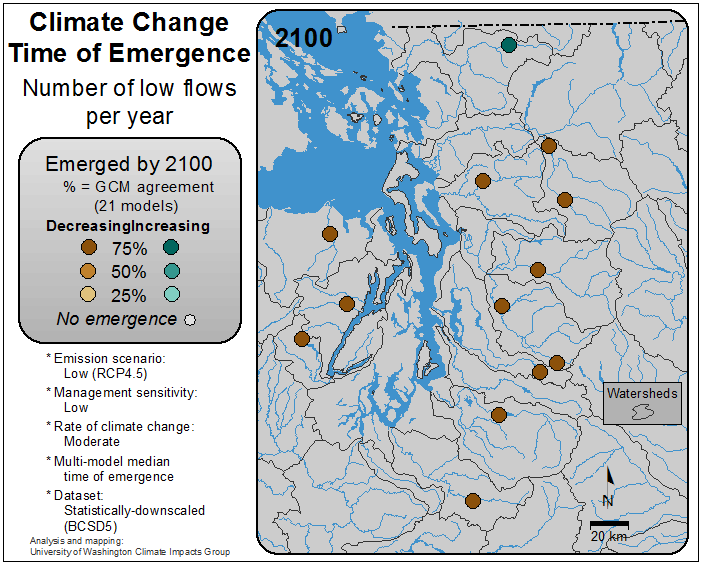 Climate Change
Time of Emergence
Number of low flows
per year
Emerged by 2100
% = GCM agreement
(21 models)
Decreasing Increasing
75%
50%
25%
No emergence
* Emission scenario:
Low (RCP4.5)
* Management sensitivity:
Low
* Rate of climate change:
Moderate
* Multi-model median
time of emergence
* Dataset:
Statistically-downscaled
(BCSD5)
Analysis and mapping:
University of Washington Climate Impacts Group
2100
Watersheds
N
20 km